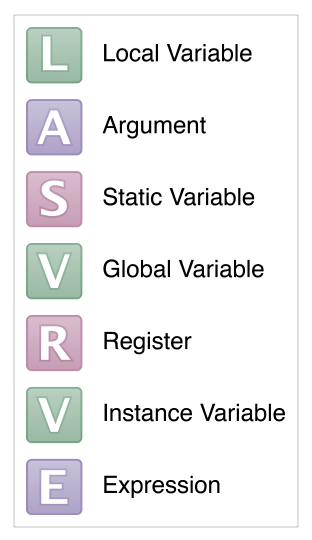 L Local Variable
A Argument
S Static Variable
V Global Variable
R Register
V Instance Variable
E Expression